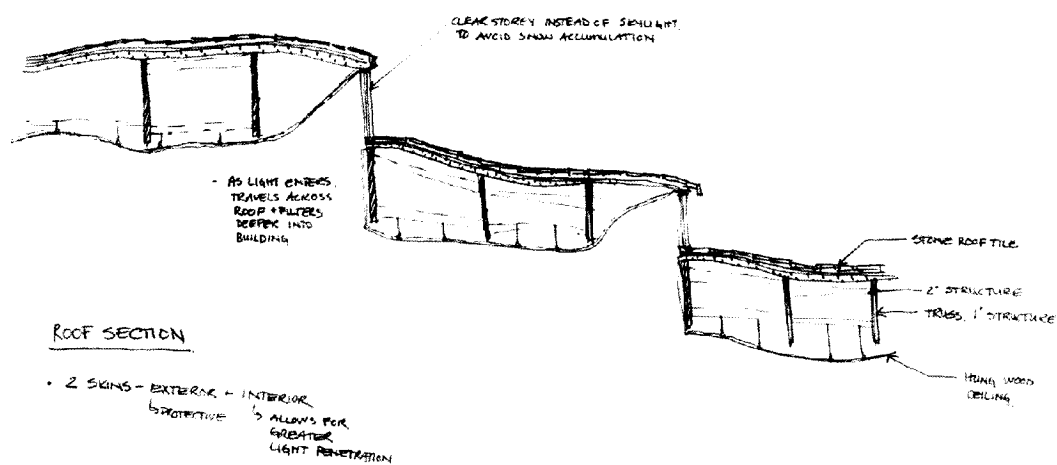 CLEAR STOREY INSTEAD OF SKYLIGHT
TO AVOID SNOW ACCUMULATION
- AS LIGHT ENTERS,
TRAVELS ACROSS
ROOF + FILTERS
DEEPER INTO
BUILDING
STONE ROOF TILE
2° STRUCTURE
TRUSS, 1° STRUCTURE
HUNG WOOD
CEILING.
ROOF SECTION
• 2 SKINS - EXTERIOR + INTERIOR
↳ PROTECTIVE ↳ ALLOWS FOR
GREATER
LIGHT PENETRATION